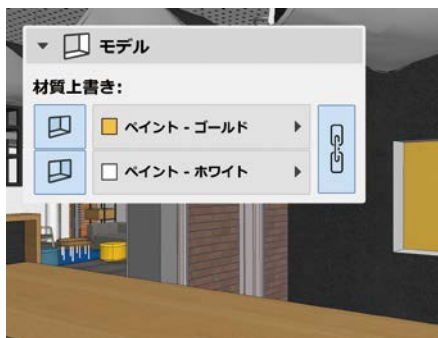 モデル
材質上書き:
ペイント - ゴールド
ペイント - ホワイト